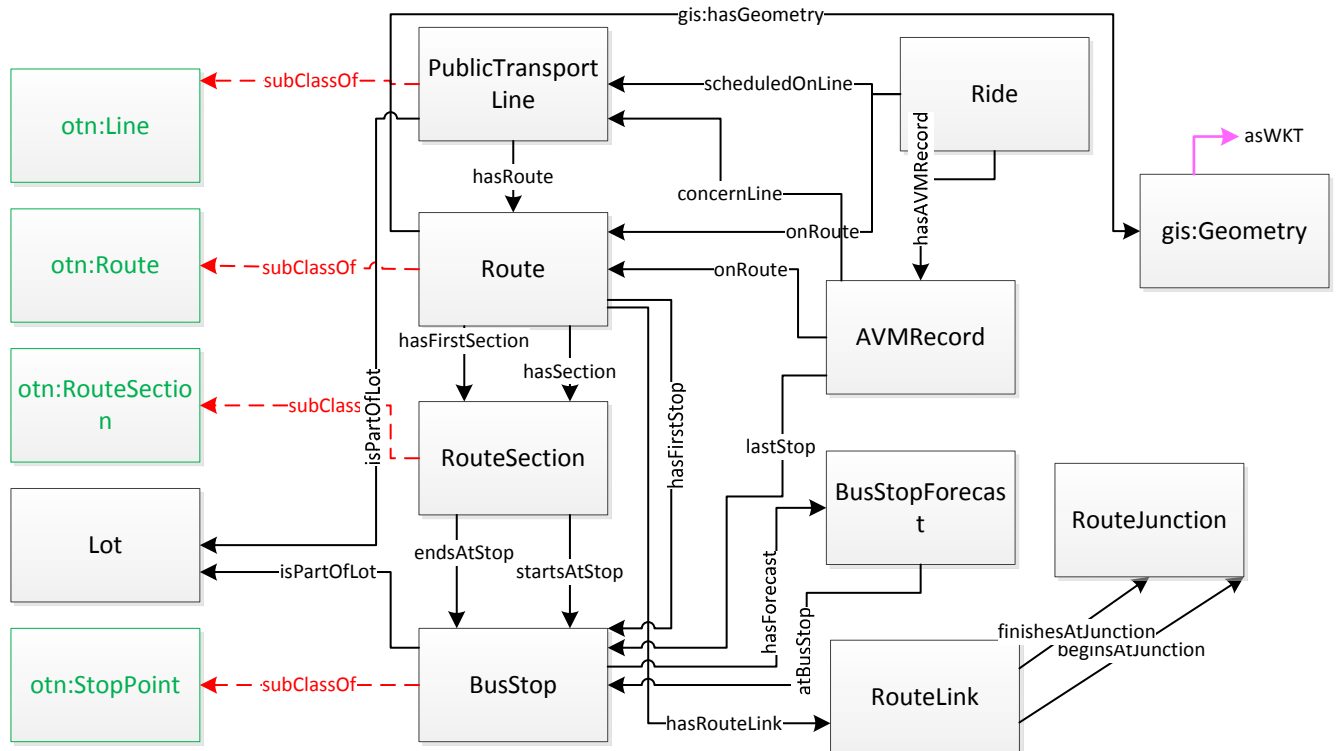 gis:hasGeometry
PublicTransport
Line
subClassOf
scheduledOnLine
Ride
otn:Line
asWKT
hasRoute
concernLine
hasAVMRecord
otn:Route
subClassOf
Route
onRoute
onRoute
gis:Geometry
hasFirstSection
hasSection
AVMRecord
otn:RouteSectio
n
subClass
isPartOfLot
hasFirstStop
RouteSection
lastStop
BusStopForecas
t
RouteJunction
Lot
endsAtStop
startsAtStop
isPartOfLot
hasForecast
atBusStop
finishesAtJunction
beginsAtJunction
otn:StopPoint
subClassOf
BusStop
hasRouteLink
RouteLink